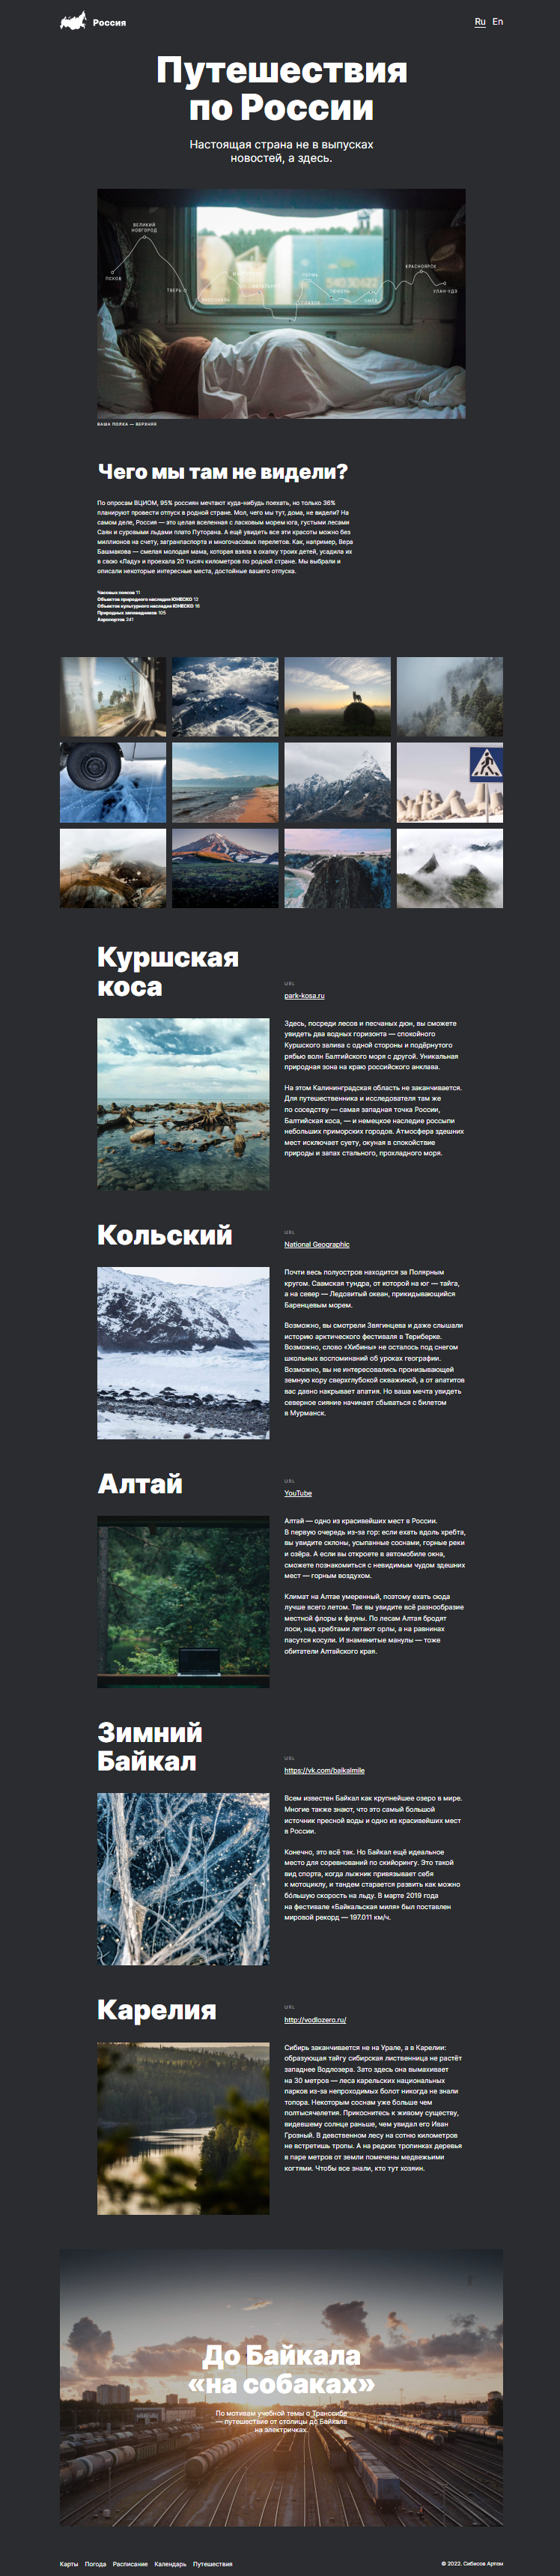 Россия
Ru En
Путешествия
по России
Настоящая страна не в выпусках
новостей, а здесь.
ВЕЛИКИЙ
НОВГОРОД
ПСКОВ
ТВЕРЬ
ПЕРМЬ
ТЮМЕНЬ
ОМСК
КРАСНОЯРСК
УЛАН-УДЭ
ВАША ПОЛКА — ВЕРХНЯЯ
Чего мы там не видели?
По опросам ВЦИОМ, 95% россиян мечтают куда-нибудь поехать, но только 36%
планируют провести отпуск в родной стране. Мол, чего мы тут, дома, не видели? На
самом деле, Россия — это целая вселенная с ласковым морем юга, густыми лесами
Саян и суровыми льдами плато Путорана. А ещё увидеть все эти красоты можно без
миллионов на счету, загранпаспорта и многочасовых перелетов. Как, например, Вера
Башмакова — смелая молодая мама, которая взяла в охапку троих детей, усадила их
в свою «Ладу» и проехала 20 тысяч километров по родной стране. Мы выбрали и
описали некоторые интересные места, достойные вашего отпуска.
Часовых поясов 11
Объектов природного наследия ЮНЕСКО 12
Объектов культурного наследия ЮНЕСКО 16
Природных заповедников 105
Аэропортов 241
Куршская
коса
URL
park-kosa.ru
Здесь, посреди лесов и песчаных дюн, вы сможете
увидеть два водных горизонта — спокойного
Куршского залива с одной стороны и подёрнутого
рябью волн Балтийского моря с другой. Уникальная
природная зона на краю российского анклава.
На этом Калининградская область не заканчивается.
Для путешественника и исследователя там же
по соседству — самая западная точка России,
Балтийская коса, — и немецкое наследие россыпи
небольших приморских городов. Атмосфера здешних
мест исключает суету, окуная в спокойствие
природы и запах стального, прохладного моря.
Кольский
URL
National Geographic
Почти весь полуостров находится за Полярным
кругом. Саамская тундра, от которой на юг — тайга,
а на север — Ледовитый океан, прикидывающийся
Баренцевым морем.
Возможно, вы смотрели Звягинцева и даже слышали
историю арктического фестиваля в Териберке.
Возможно, слово «Хибины» не осталось под снегом
школьных воспоминаний об уроках географии.
Возможно, вы не интересовались пронизывающей
земную кору сверхглубокой скважиной, а от апатитов
вас давно накрывает апатия. Но ваша мечта увидеть
северное сияние начинает сбываться с билетом
в Мурманск.
Алтай
URL
YouTube
Алтай — одно из красивейших мест в России.
В первую очередь из-за гор: если ехать вдоль хребта,
вы увидите склоны, усыпанные соснами, горные реки
и озёра. А если вы откроете в автомобиле окна,
сможете познакомиться с невидимым чудом здешних
мест — горным воздухом.
Климат на Алтае умеренный, поэтому ехать сюда
лучше всего летом. Так вы увидите всё разнообразие
местной флоры и фауны. По лесам Алтая бродят
лоси, над хребтами летают орлы, а на равнинах
пасутся косули. И знаменитые манулы — тоже
обитатели Алтайского края.
Зимний
Байкал
URL
https://vk.com/baikalmile
Всем известен Байкал как крупнейшее озеро в мире.
Многие также знают, что это самый большой
источник пресной воды и одно из красивейших мест
в России.
Конечно, это всё так. Но Байкал ещё идеальное
место для соревнований по скийорингу. Это такой
вид спорта, когда лыжник привязывает себя
к мотоциклу, и тандем старается развить как можно
бóльшую скорость на льду. В марте 2019 года
на фестивале «Байкальская миля» был поставлен
мировой рекорд — 197.011 км/ч.
Карелия
URL
http://vodlozero.ru/
Сибирь заканчивается не на Урале, а в Карелии:
образующая тайгу сибирская лиственница не растёт
западнее Водлозера. Зато здесь она вымахивает
на 30 метров — леса карельских национальных
парков из-за непроходимых болот никогда не знали
топора. Некоторым соснам уже больше чем
полтысячелетия. Прикоснитесь к живому существу,
видевшему солнце раньше, чем увидал его Иван
Грозный. В девственном лесу на сотню километров
не встретишь тропы. А на редких тропинках деревья
в паре метров от земли помечены медвежьими
когтями. Чтобы все знали, кто тут хозяин.
До Байкала
«на собаках»
По мотивам учебной темы о Транссибе
— путешествие от столицы до Байкала
на электричках.
Карты Погода Расписание Календарь Путешествия
© 2022. Сибасов Артем